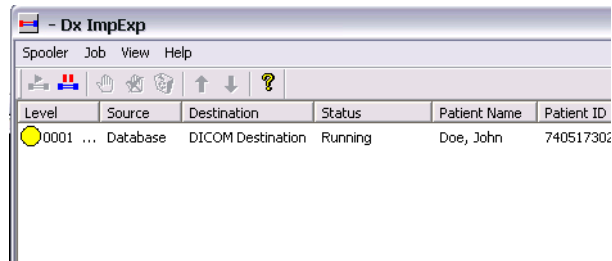 - Dx ImpExp
Spooler Job View Help
Level Source Destination Status Patient Name Patient ID
0001 ... Database DICOM Destination Running Doe, John 740517302